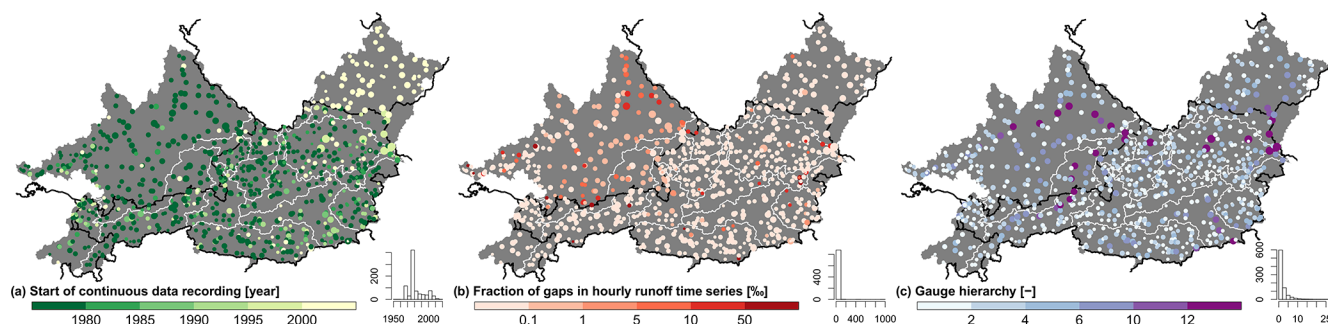 (a) Start of continuous data recording [year]
1980 1985 1990 1995 2000
0 200
1950 2000
(b) Fraction of gaps in hourly runoff time series [‰]
0.1 1 5 10 50
0 400
0 400 1000
(c) Gauge hierarchy [−]
2 4 6 10 12
0 200 600
0 10 25